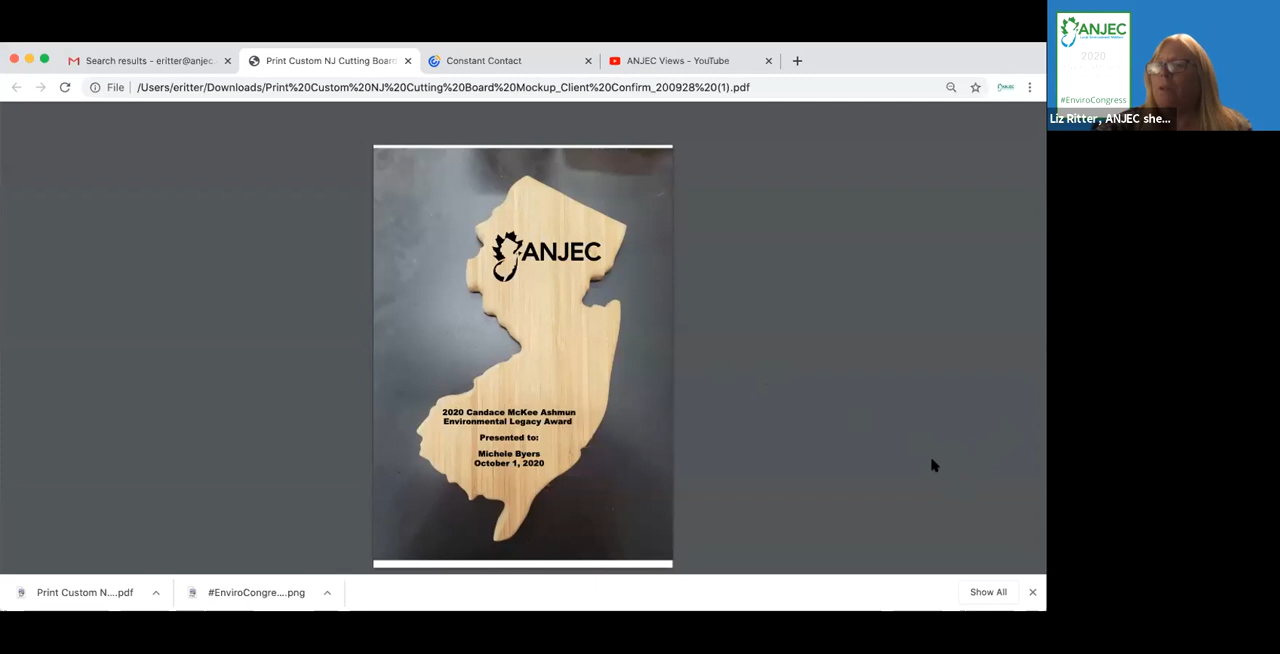 Search results - eritter@anjec.
Print Custom NJ Cutting Board
Constant Contact
ANJEC Views - YouTube
File
/Users/eritter/Downloads/Print%20Custom%20NJ%20Cutting%20Board%20Mockup_Client%20Confirm_200928%20(1).pdf
ANJEC
2020 Candace McKee Ashmun
Environmental Legacy Award
Presented to:
Michele Byers
October 1, 2020
Print Custom N....pdf
#EnviroCongre....png
Show All
ANJEC
2020
#EnviroCongress
Liz Ritter, ANJEC she...